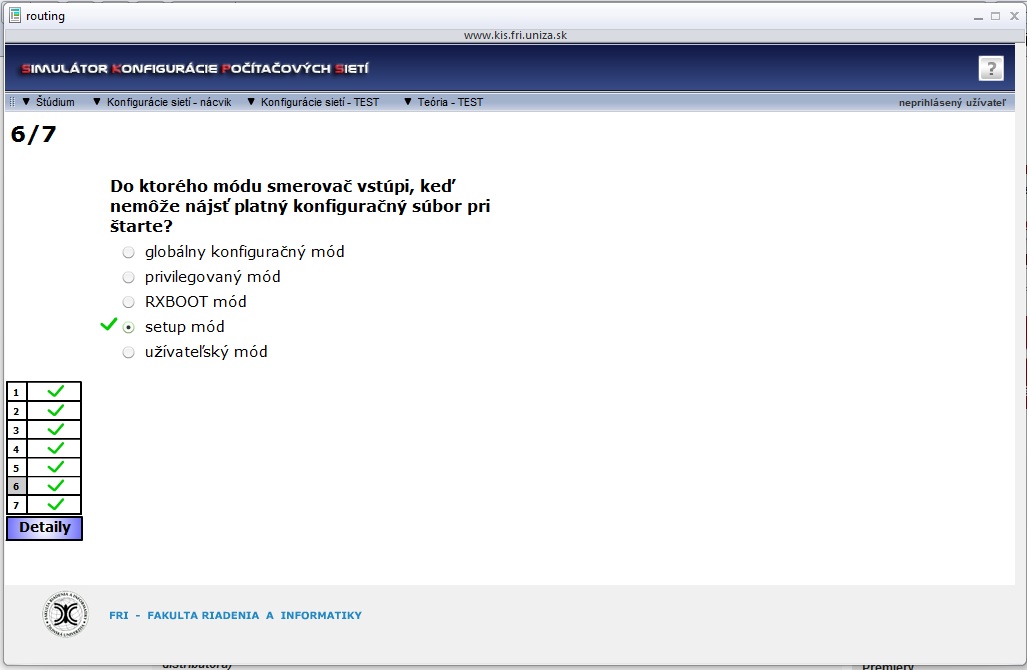 routing
www.kis.fri.uniza.sk
SIMULÁTOR KONFIGURÁCIE POČÍTAČOVÝCH SIETÍ
?
▼ Štúdium ▼ Konfigurácie sietí - nácvik ▼ Konfigurácie sietí - TEST ▼ Teória - TEST neprihlásený užívateľ
6/7
Do ktorého módu smerovač vstúpi, keď
nemôže nájsť platný konfiguračný súbor pri
štarte?
globálny konfiguračný mód
privilegovaný mód
RXBOOT mód
setup mód
užívateľský mód
1
2
3
4
5
6
7
Detaily
FRI - FAKULTA RIADENIA A INFORMATIKY
distribútora)
Premiéry